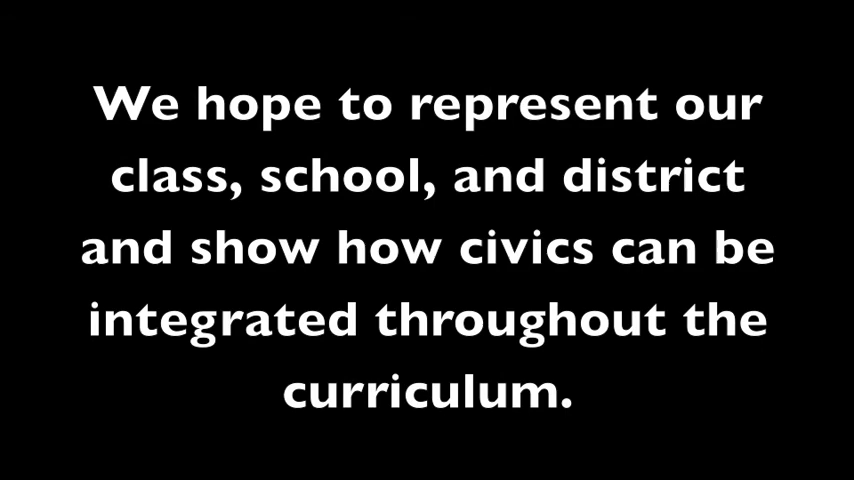 We hope to represent our
class, school, and district
and show how civics can be
integrated throughout the
curriculum.